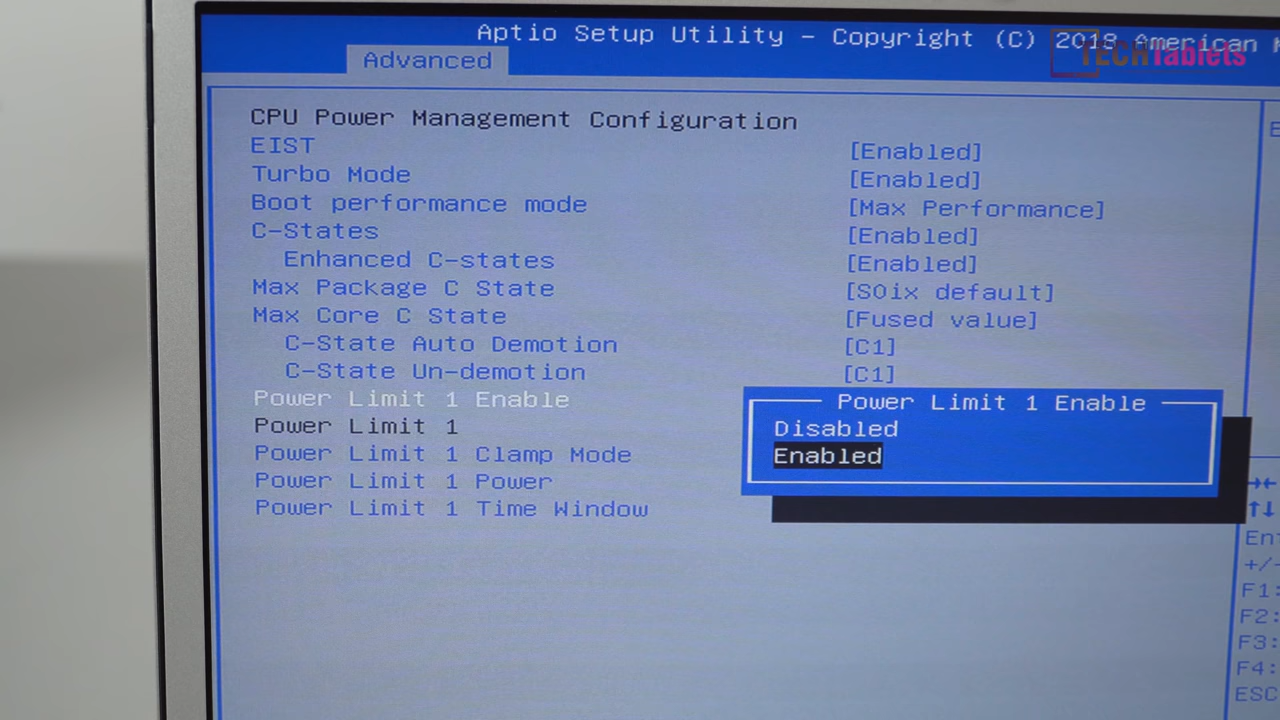 Aptio Setup Utility – Copyright (C) 2018 American
TECHTablets
Advanced
CPU Power Management Configuration
EIST [Enabled]
Turbo Mode [Enabled]
Boot performance mode [Max Performance]
C-States [Enabled]
Enhanced C-states [Enabled]
Max Package C State [S0ix default]
Max Core C State [Fused value]
C-State Auto Demotion [C1]
C-State Un-demotion [C1]
Power Limit 1 Enable
Power Limit 1
Power Limit 1 Clamp Mode
Power Limit 1 Power
Power Limit 1 Time Window
Power Limit 1 Enable
Disabled
Enabled
→←
↑↓
+/-
F1:
F2:
F3:
F4:
ESC